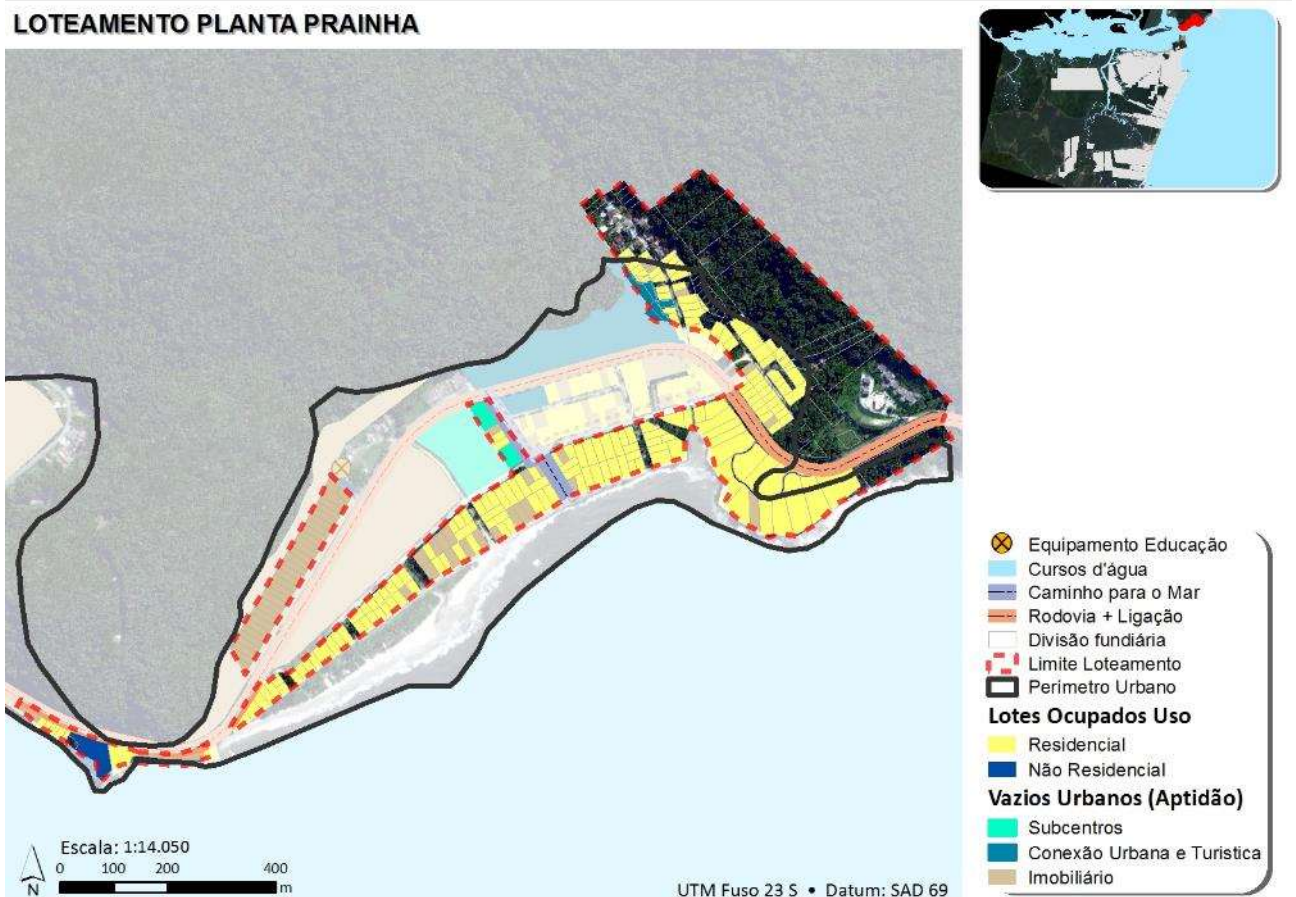 LOTEAMENTO PLANTA PRAINHA
Equipamento Educação
Cursos d'água
Caminho para o Mar
Rodovia + Ligação
Divisão fundiária
Limite Loteamento
Perimetro Urbano
Lotes Ocupados Uso
Residencial
Não Residencial
Vazios Urbanos (Aptidão)
Subcentros
Conexão Urbana e Turistica
Imobiliário
Escala: 1:14.050
0 100 200 400
m
N
UTM Fuso 23 S • Datum: SAD 69